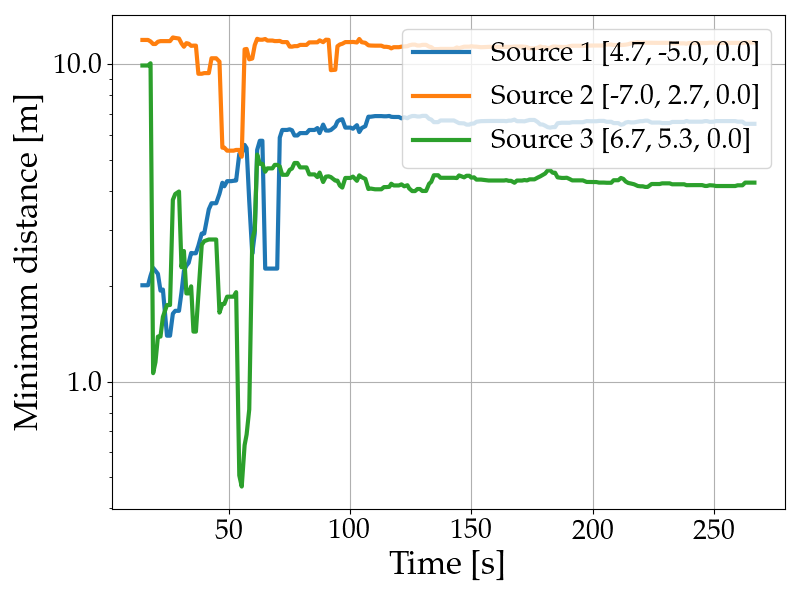 Minimum distance [m]
10.0
1.0
Source 1 [4.7, -5.0, 0.0]
Source 2 [-7.0, 2.7, 0.0]
Source 3 [6.7, 5.3, 0.0]
50
100
150
200
250
Time [s]